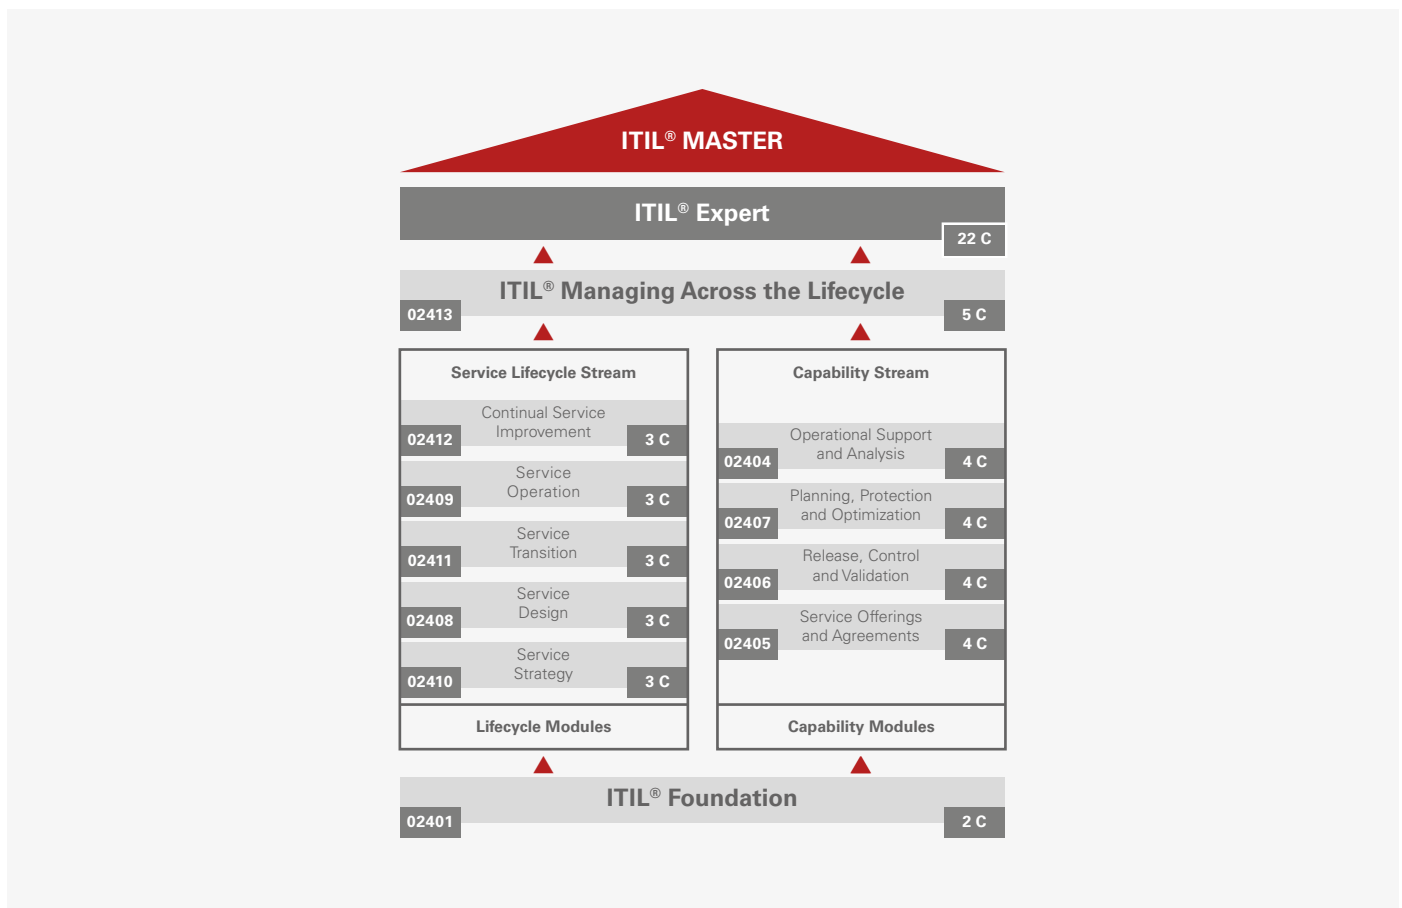 ITIL® MASTER
ITIL® Expert
22 C
ITIL® Managing Across the Lifecycle
02413
5 C
Service Lifecycle Stream
Continual Service
Improvement
02412
3 C
Service
Operation
02409
3 C
Service
Transition
02411
3 C
Service
Design
02408
3 C
Service
Strategy
02410
3 C
Lifecycle Modules
Capability Stream
Operational Support
and Analysis
02404
4 C
Planning, Protection
and Optimization
02407
4 C
Release, Control
and Validation
02406
4 C
Service Offerings
and Agreements
02405
4 C
Capability Modules
ITIL® Foundation
02401
2 C